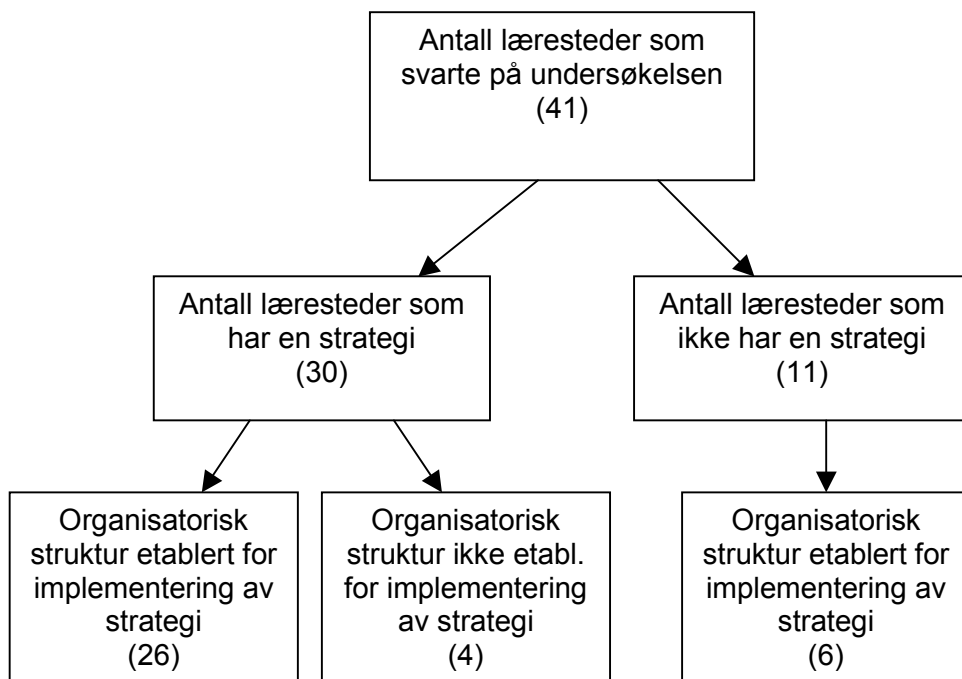 Antall læresteder som
svarte på undersøkelsen
(41)
Antall læresteder som
har en strategi
(30)
Antall læresteder som
ikke har en strategi
(11)
Organisatorisk
struktur etablert for
implementering av
strategi
(26)
Organisatorisk
struktur ikke etabl.
for implementering
av strategi
(4)
Organisatorisk
struktur etablert for
implementering av
strategi
(6)